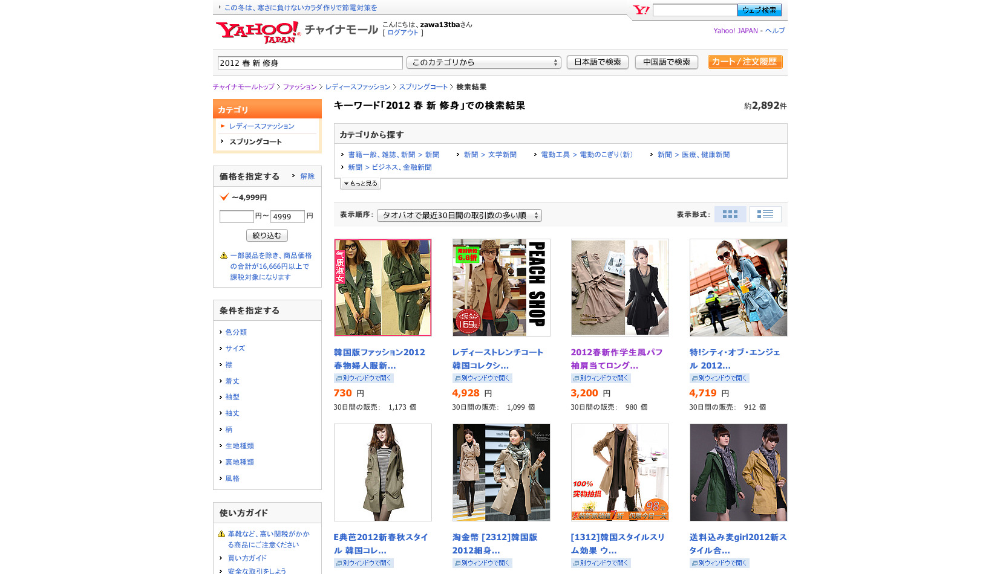 この冬は、寒さに負けないカラダ作りで節電対策を
Y!
ウェブ検索
YAHOO! JAPAN チャイナモール
こんにちは、zawa13tbaさん
[ ログアウト ]
Yahoo! JAPAN - ヘルプ
2012 春 新 修身
このカテゴリから
日本語で検索
中国語で検索
カート / 注文履歴
チャイナモールトップ > ファッション > レディースファッション > スプリングコート > 検索結果
カテゴリ
レディースファッション
スプリングコート
価格を指定する
解除
〜4,999円
円〜 4999 円
絞り込む
一部製品を除き、商品価格
の合計が16,666円以上で
課税対象になります
条件を指定する
色分類
サイズ
襟
着丈
袖型
袖丈
柄
生地種類
裏地種類
風格
使い方ガイド
革靴など、高い関税がかか
る商品にご注意ください
買い方ガイド
安全な取引をしよう
キーワード「2012 春 新 修身」での検索結果
約2,892件
カテゴリから探す
書籍一般、雑誌、新聞 > 新聞
新聞 > 文学新聞
電動工具 > 電動のこぎり（新）
新聞 > 医療、健康新聞
新聞 > ビジネス、金融新聞
もっと見る
表示順序:
タオバオで最近30日間の取引数の多い順
表示形式:
气质淑女
限时折扣
6.8折
PEACH SHOP
仅限今日
169元
韓国版ファッション2012
春物婦人服新...
別ウィンドウで開く
730 円
30日間の販売: 1,173 個
レディーストレンチコート
韓国コレクシ...
別ウィンドウで開く
4,928 円
30日間の販売: 1,099 個
2012春新作学生風パフ
袖肩当てロング...
別ウィンドウで開く
3,200 円
30日間の販売: 980 個
特!シティ・オブ・エンジェ
ル 2012...
別ウィンドウで開く
4,719 円
30日間の販売: 912 個
100%
实物拍摄
98元
装新款超值7折 仅限今日一天
E典芭2012新春秋スタイ
ル 韓国コレ...
別ウィンドウで開く
淘金幣 [2312]韓国版
2012細身...
別ウィンドウで開く
[1312]韓国スタイルスリ
ム効果 ウ...
別ウィンドウで開く
送料込み麦girl2012新ス
タイル合...
別ウィンドウで開く